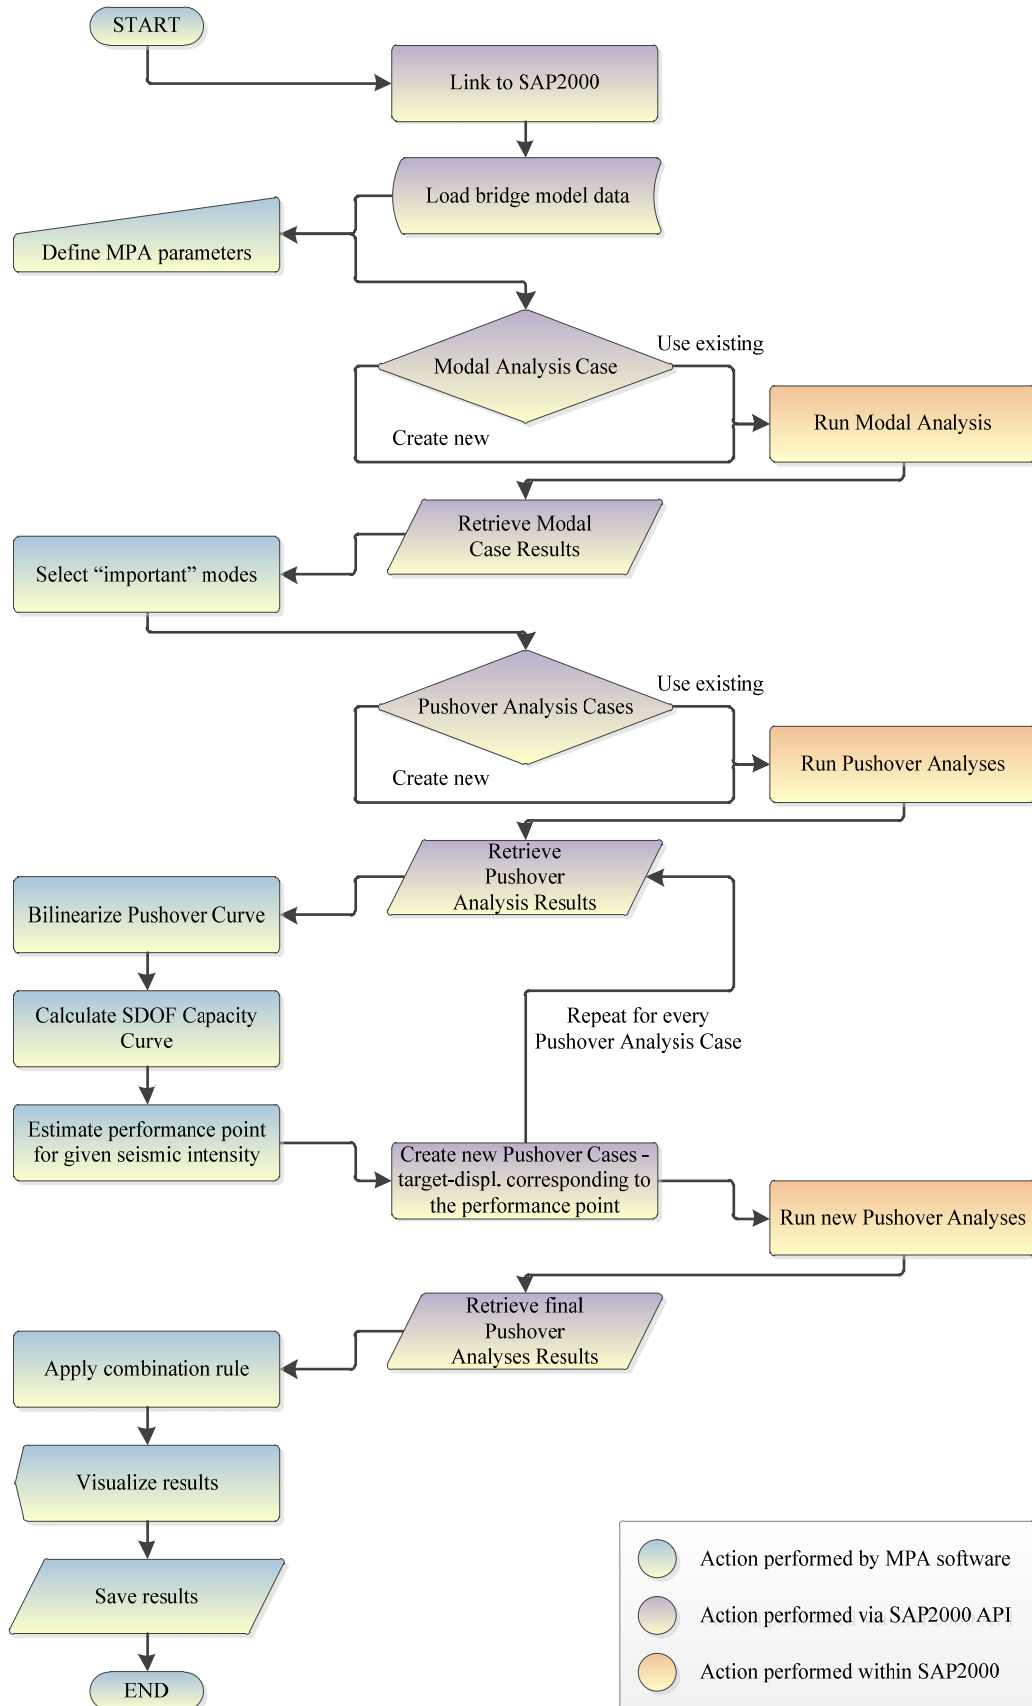 START
Link to SAP2000
Load bridge model data
Define MPA parameters
Modal Analysis Case
Use existing
Create new
Run Modal Analysis
Retrieve Modal
Case Results
Select “important” modes
Pushover Analysis Cases
Use existing
Create new
Run Pushover Analyses
Retrieve
Pushover
Analysis Results
Bilinearize Pushover Curve
Calculate SDOF Capacity
Curve
Repeat for every
Pushover Analysis Case
Estimate performance point
for given seismic intensity
Create new Pushover Cases -
target-displ. corresponding to
the performance point
Run new Pushover Analyses
Retrieve final
Pushover
Analyses Results
Apply combination rule
Visualize results
Save results
END
Action performed by MPA software
Action performed via SAP2000 API
Action performed within SAP2000